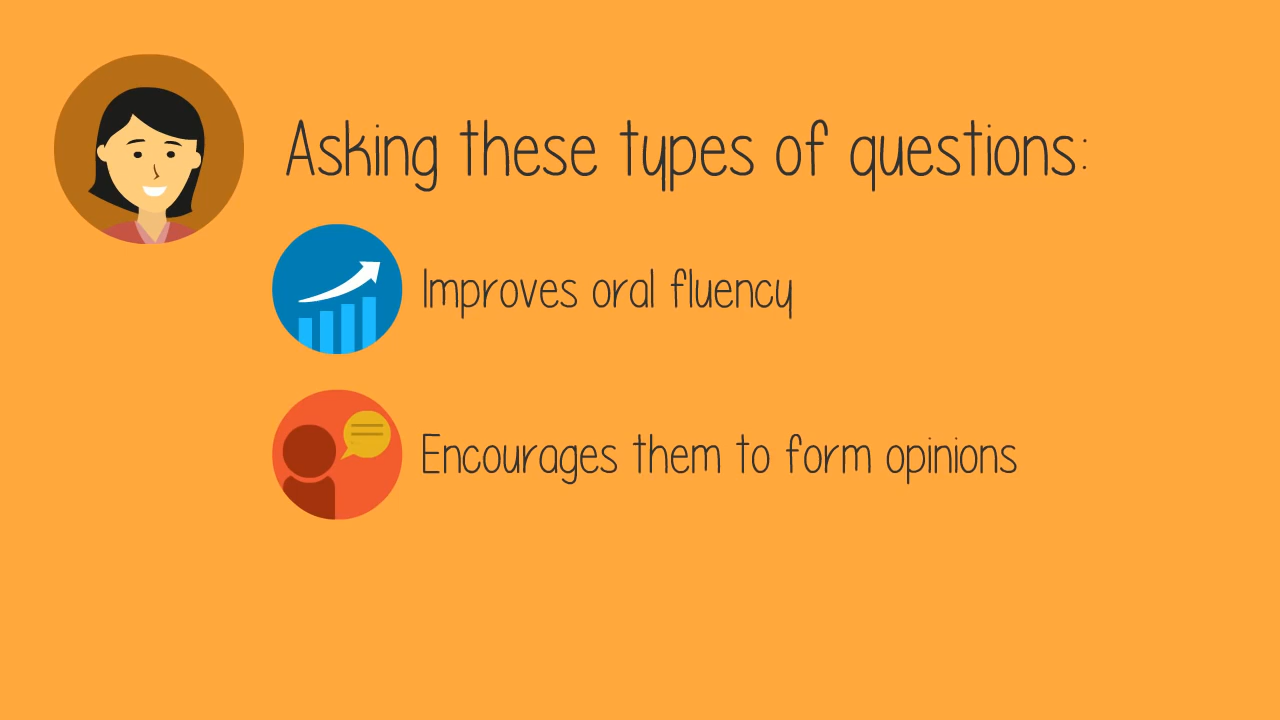 Asking these types of questions:
Improves oral fluency
Encourages them to form opinions